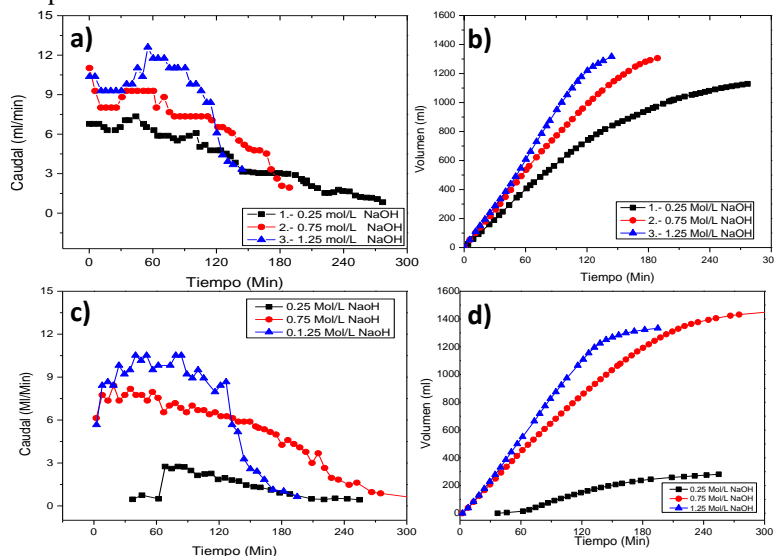 a)
15
12
9
6
3
0
Caudal (ml/min)
1.- 0.25 mol/L NaOH
2.- 0.75 mol/L NaOH
3.- 1.25 mol/L NaOH
0 60 120 180 240 300
Tiempo (Min)
b)
1600
1400
1200
1000
800
600
400
200
0
Volumen (ml)
1.- 0.25 mol/L NaOH
2.- 0.75 mol/L NaOH
3.- 1.25 mol/L NaOH
0 60 120 180 240 300
Tiempo (Min)
c)
15
12
9
6
3
0
Caudal (Ml/Min)
0.25 Mol/L NaoH
0.75 Mol/L NaOH
0.1.25 Mol/L NaOH
0 60 120 180 240 300
Tiempo (Min)
d)
1600
1400
1200
1000
800
600
400
200
0
Volumen (ml)
0.25 Mol/L NaOH
0.75 Mol/L NaOH
1.25 Mol/L NaOH
0 60 120 180 240 300
Tiempo (Min)